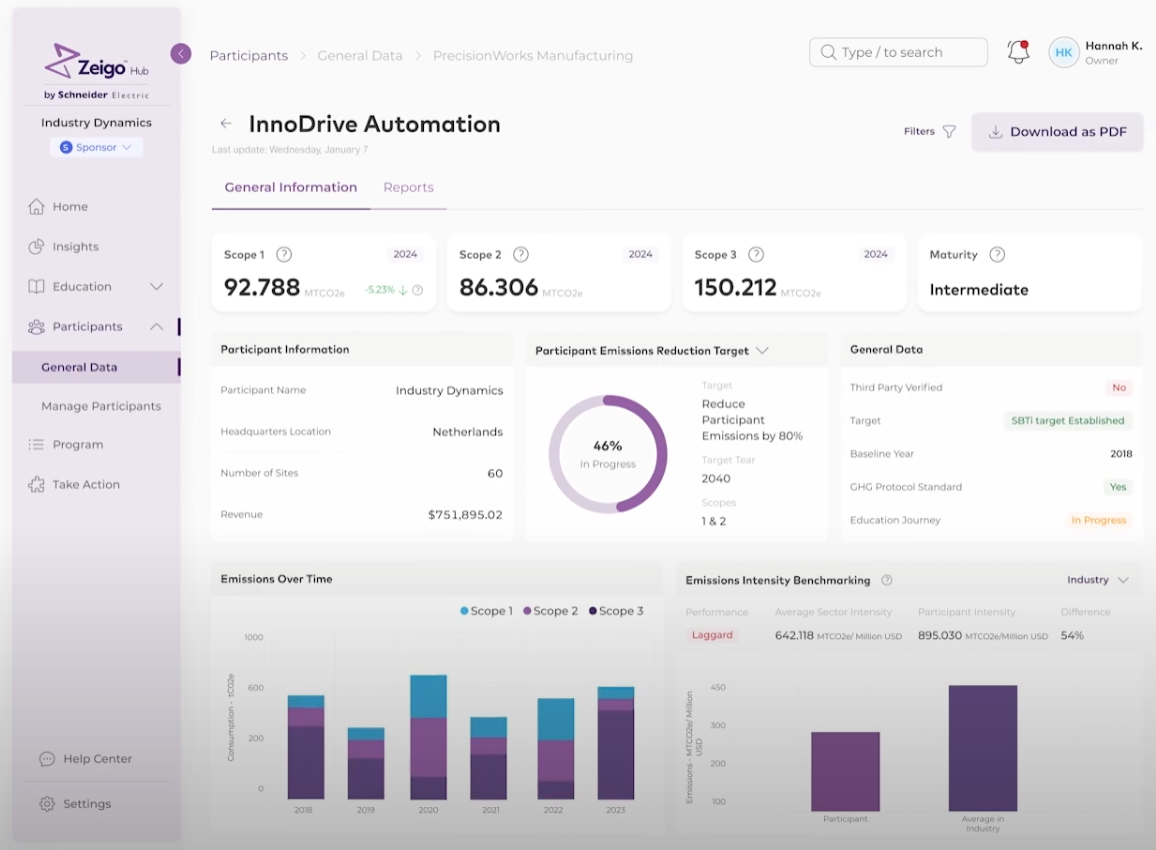 Zeigo Hub
by Schneider Electric
Industry Dynamics
S Sponsor
Home
Insights
Education
Participants
General Data
Manage Participants
Program
Take Action
Help Center
Settings
Participants > General Data > PrecisionWorks Manufacturing
Type / to search
HK
Hannah K.
Owner
InnoDrive Automation
Last update: Wednesday, January 7
Filters
Download as PDF
General Information
Reports
Scope 1 ? 2024
92.788 MTCO2e -5.23% ↓ ?
Scope 2 ? 2024
86.306 MTCO2e
Scope 3 ? 2024
150.212 MTCO2e
Maturity ?
Intermediate
Participant Information
Participant Name Industry Dynamics
Headquarters Location Netherlands
Number of Sites 60
Revenue $751,895.02
Participant Emissions Reduction Target
46%
In Progress
Target
Reduce
Participant
Emissions by 80%
Target Tear
2040
Scopes
1 & 2
General Data
Third Party Verified No
Target SBTi target Established
Baseline Year 2018
GHG Protocol Standard Yes
Education Journey In Progress
Emissions Over Time
Scope 1 Scope 2 Scope 3
Consumption - tCO2e
1000
600
200
0
2018 2019 2020 2021 2022 2023
Emissions Intensity Benchmarking ?
Industry
Performance Average Sector Intensity Participant Intensity Difference
Laggard 642.118 MTCO2e/ Million USD 895.030 MTCO2e/Million USD 54%
Emissions - MTCO2e/ Million
USD
450
300
200
100
Participant
Average in
Industry